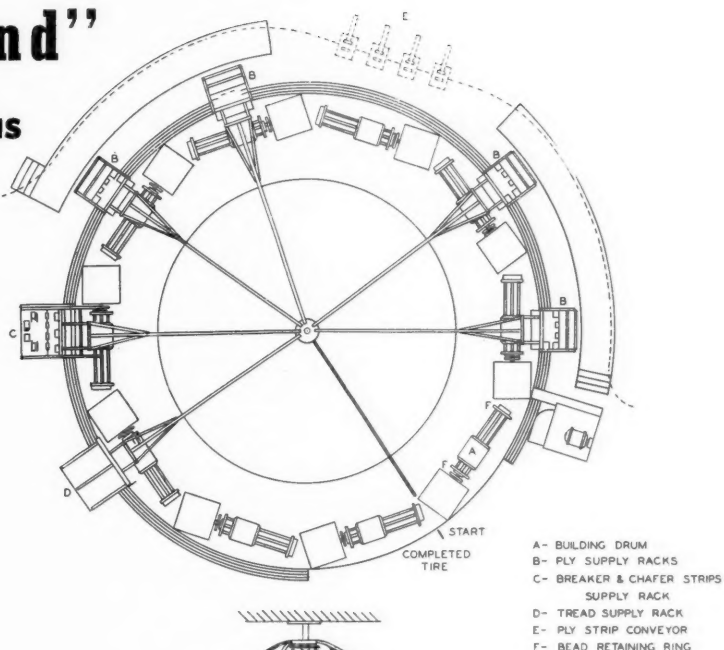 nd”
us
E
B
B
B
B
C
D
F
A
F
START
COMPLETED
TIRE
A- BUILDING DRUM
B- PLY SUPPLY RACKS
C- BREAKER & CHAFER STRIPS
SUPPLY RACK
D- TREAD SUPPLY RACK
E- PLY STRIP CONVEYOR
F- BEAD RETAINING RING